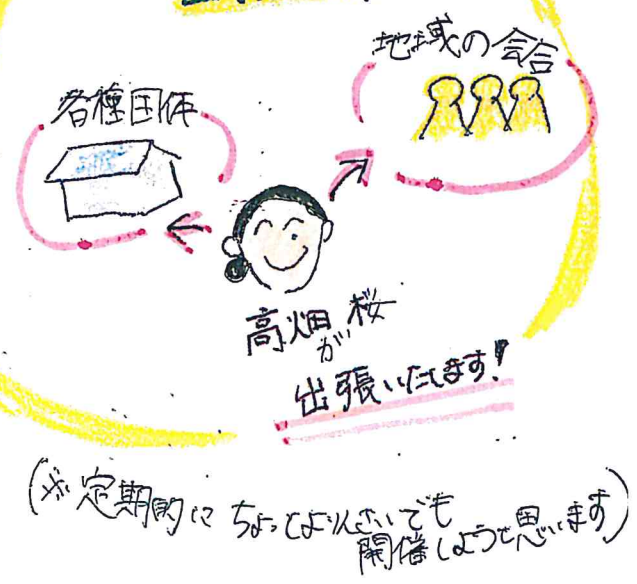 地域の会合
各種団体
高畑 桜
が
出張いたします!
(※定期的に ちょっとよりんさいでも
開催しようと思います)